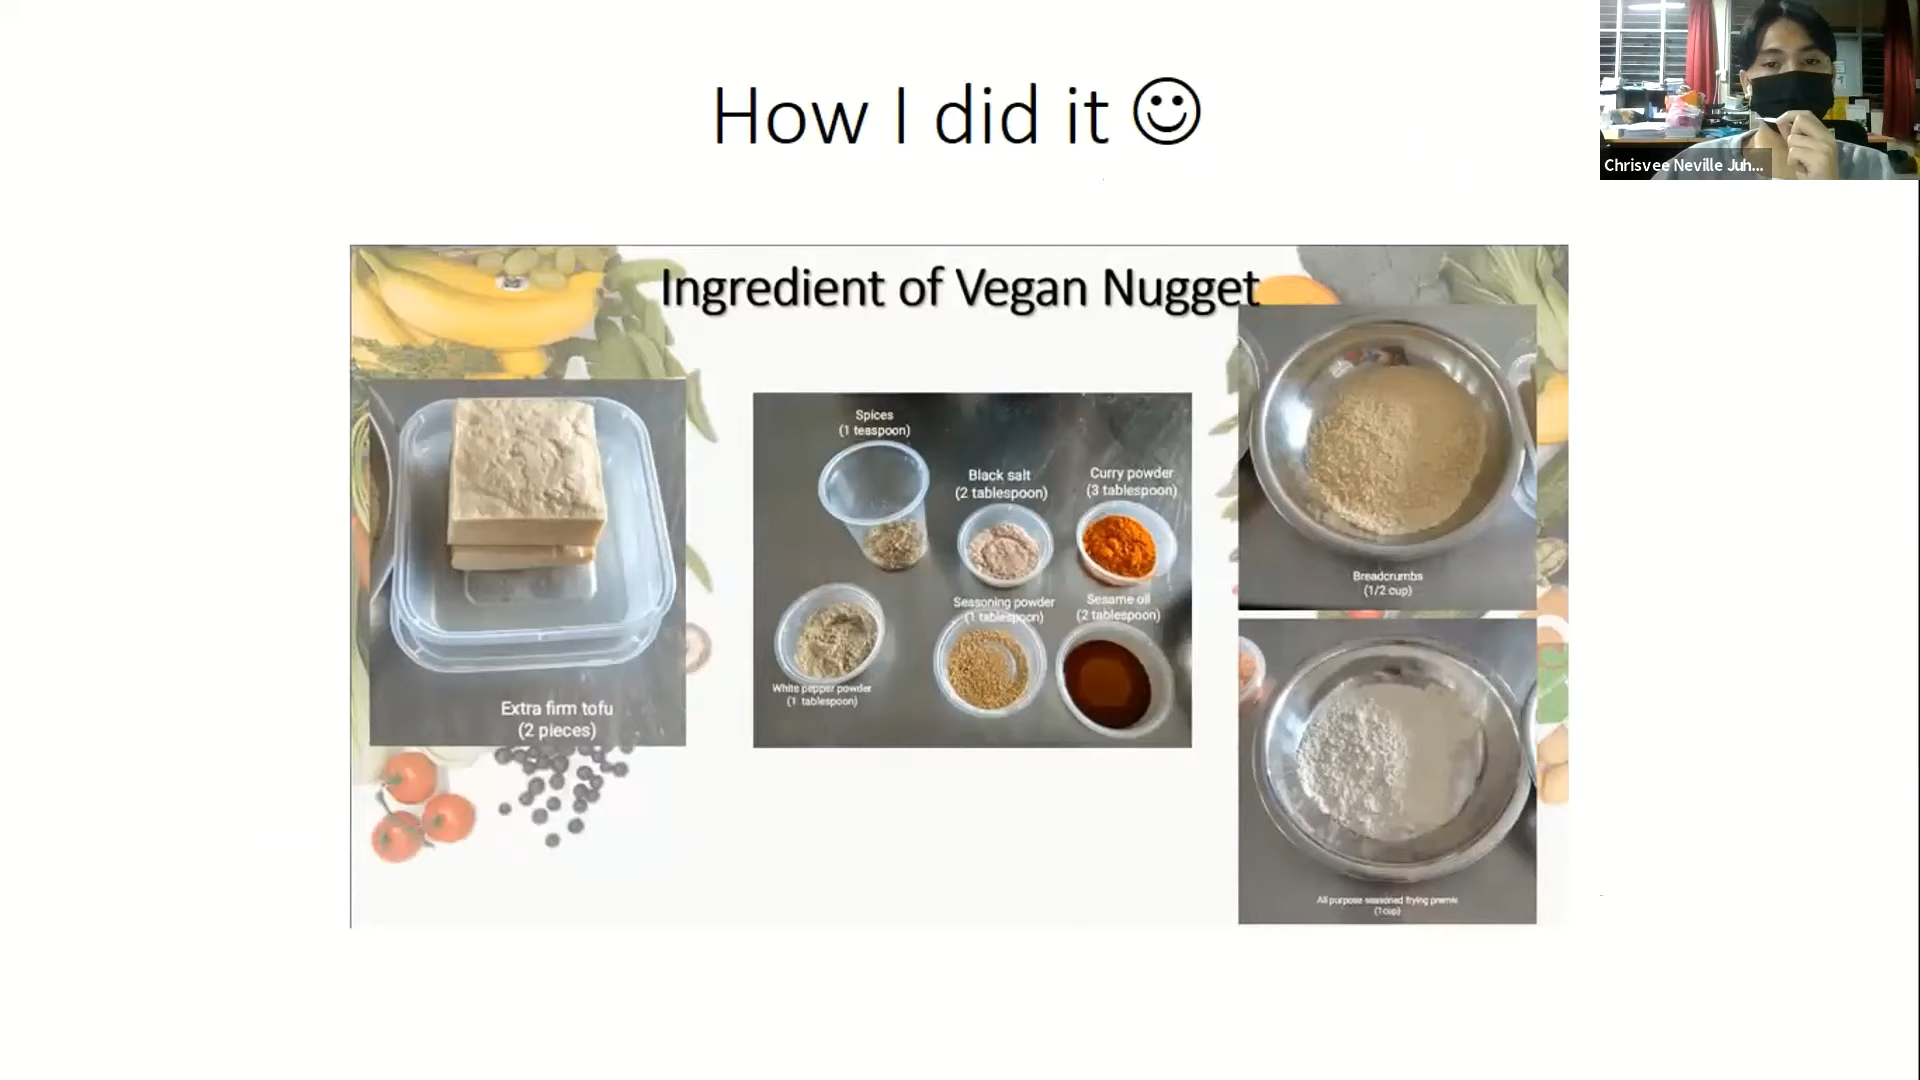 How I did it
Chrisvee Neville Juh...
Ingredient of Vegan Nugget
Extra firm tofu
(2 pieces)
Spices
(1 teaspoon)
Black salt
(2 tablespoon)
Curry powder
(3 tablespoon)
White pepper powder
(1 tablespoon)
Seasoning powder
(1 tablespoon)
Sesame oil
(2 tablespoon)
Breadcrumbs
(1/2 cup)
All purpose seasoned frying premix
(1cup)